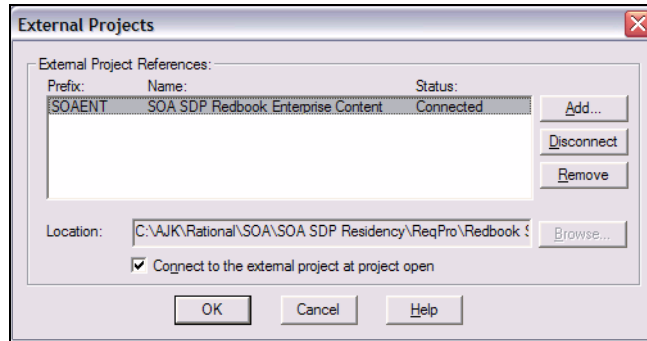 External Projects
External Project References:
Prefix: Name: Status:
SOAENT SOA SDP Redbook Enterprise Content Connected
Add...
Disconnect
Remove
Location: C:\AJK\Rational\SOA\SOA SDP Residency\ReqPro\Redbook S Browse...
Connect to the external project at project open
OK Cancel Help